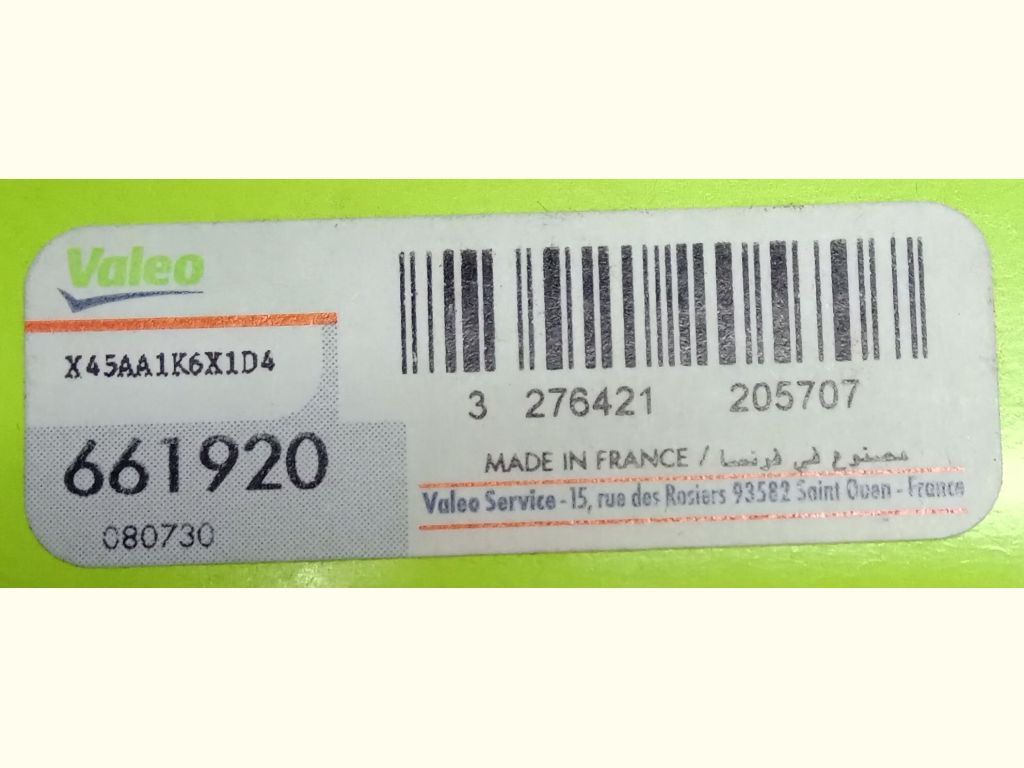 Valeo
X45AA1K6X1D4
661920
080730
3 276421 205707
MADE IN FRANCE / مصنوع في فرنسا
Valeo Service - 15, rue des Rosiers 93582 Saint Ouen - France